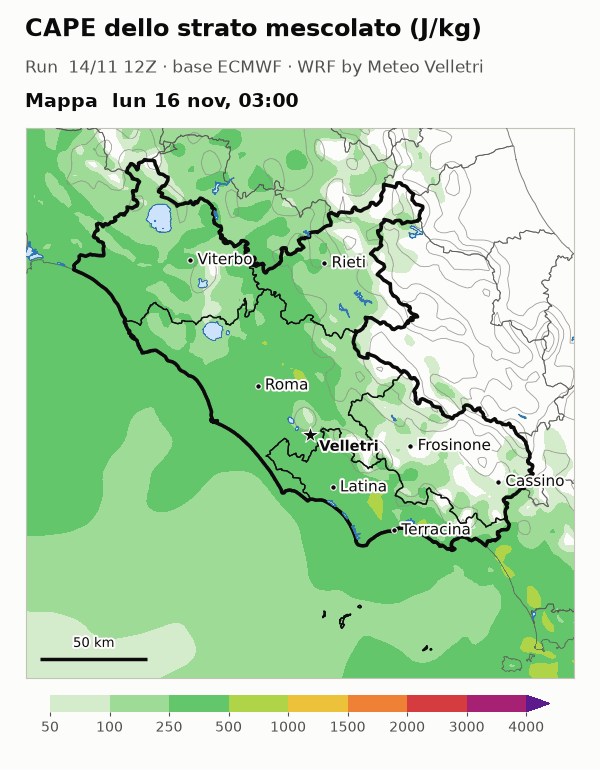 CAPE dello strato mescolato (J/kg)
Run  14/11 12Z · base ECMWF · WRF by Meteo Velletri
Mappa  lun 16 nov, 03:00
Viterbo
Rieti
Roma
Velletri
Frosinone
Latina
Cassino
Terracina
50 km
50 100 250 500 1000 1500 2000 3000 4000